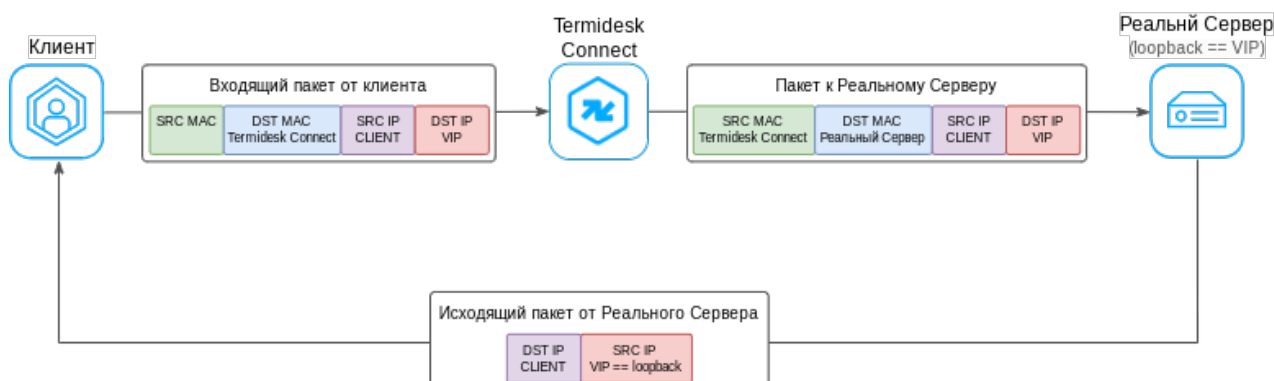 Клиент
Termidesk
Connect
Реальнй Сервер
(loopback == VIP)
Входящий пакет от клиента
SRC MAC
DST MAC
Termidesk Connect
SRC IP
CLIENT
DST IP
VIP
Пакет к Реальному Серверу
SRC MAC
Termidesk Connect
DST MAC
Реальный Сервер
SRC IP
CLIENT
DST IP
VIP
Исходящий пакет от Реального Сервера
DST IP
CLIENT
SRC IP
VIP == loopback